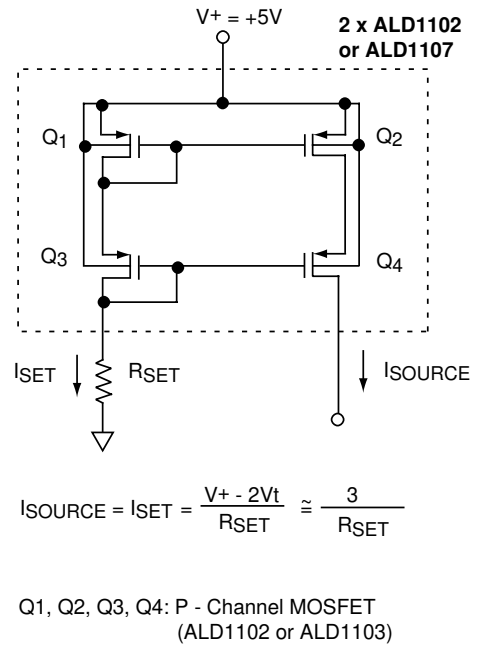 V+ = +5V
2 x ALD1102
or ALD1107
Q1
Q2
Q3
Q4
ISET
RSET
ISOURCE
ISOURCE = ISET = V+ - 2Vt / RSET ≅ 3 / RSET
Q1, Q2, Q3, Q4: P - Channel MOSFET
(ALD1102 or ALD1103)